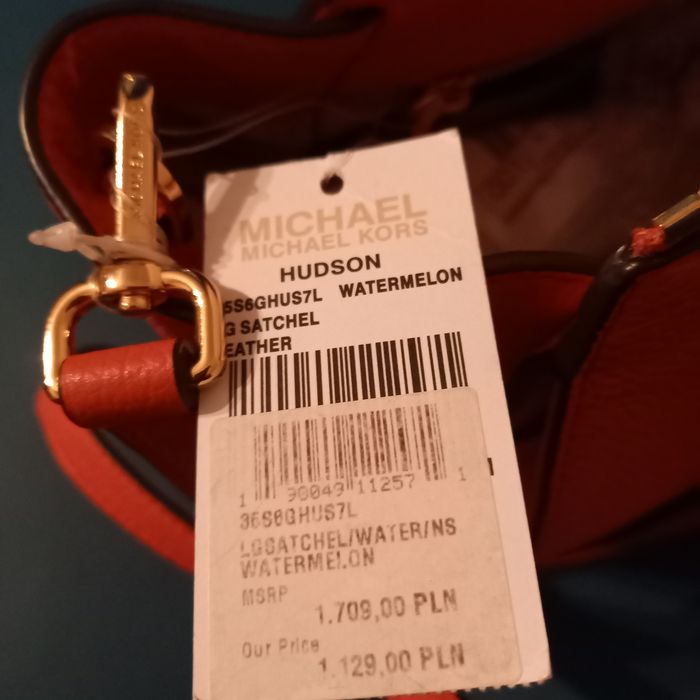 MICHAEL
MICHAEL KORS
HUDSON
5S6GHUS7L WATERMELON
G SATCHEL
EATHER
1 90049 11257 1
36S6GHUS7L
LGSATCHEL/WATER/NS
WATERMELON
MSRP
1.709,00 PLN
Our Price
1.129,00 PLN